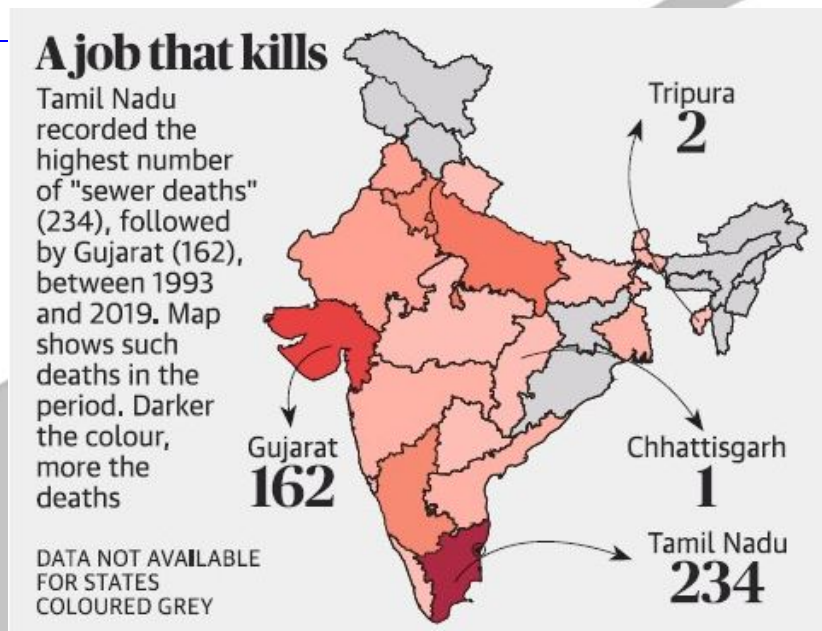 A job that kills
Tamil Nadu
recorded the
highest number
of "sewer deaths"
(234), followed
by Gujarat (162),
between 1993
and 2019. Map
shows such
deaths in the
period. Darker
the colour,
more the
deaths
DATA NOT AVAILABLE
FOR STATES
COLOURED GREY
Tripura
2
Gujarat
162
Chhattisgarh
1
Tamil Nadu
234